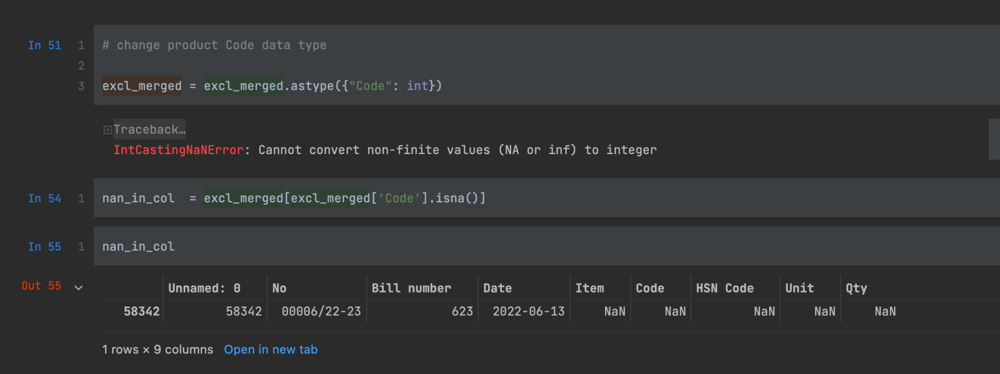 In 51 1 # change product Code data type
2
3 excl_merged = excl_merged.astype({"Code": int})
Traceback…
IntCastingNaNError: Cannot convert non-finite values (NA or inf) to integer
In 54 1 nan_in_col  = excl_merged[excl_merged['Code'].isna()]
In 55 1 nan_in_col
Out 55 Unnamed: 0 No Bill number Date Item Code HSN Code Unit Qty
58342 58342 00006/22-23 623 2022-06-13 NaN NaN NaN NaN NaN
1 rows × 9 columns Open in new tab